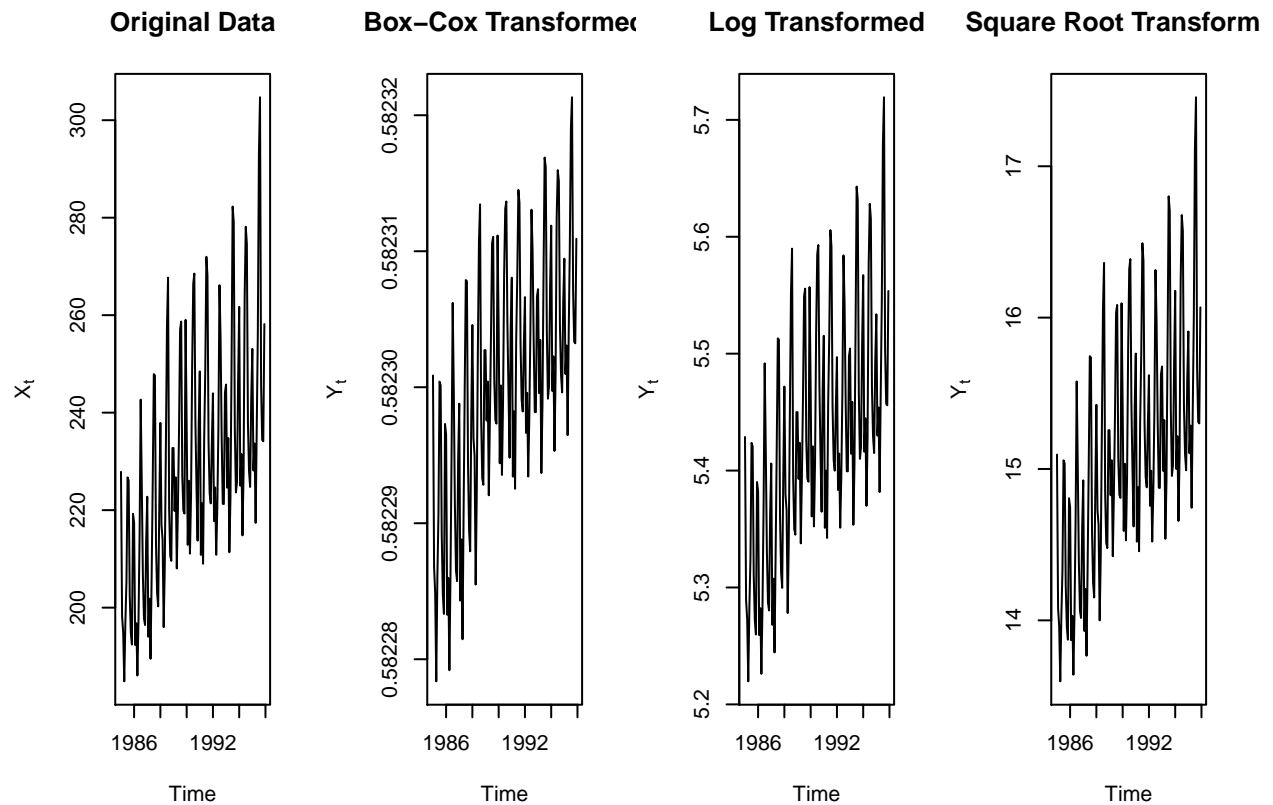 Original Data
Xt
300
280
260
240
220
200
1986
1992
Time
Box−Cox Transformed
Yt
0.58232
0.58231
0.58230
0.58229
0.58228
1986
1992
Time
Log Transformed
Yt
5.7
5.6
5.5
5.4
5.3
5.2
1986
1992
Time
Square Root Transform
Yt
17
16
15
14
1986
1992
Time